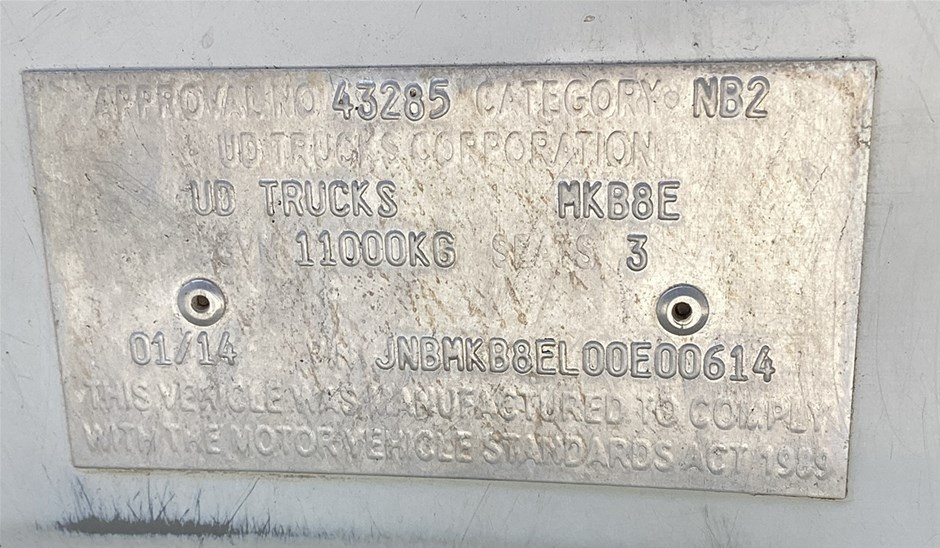 APPROVAL NO 43285 CATEGORY NB2
UD TRUCKS CORPORATION
UD TRUCKS MKB8E
11000KG SEATS 3
01/14 JNBMKB8EL00E00614
THIS VEHICLE WAS MANUFACTURED TO COMPLY
WITH THE MOTOR VEHICLE STANDARDS ACT 1989